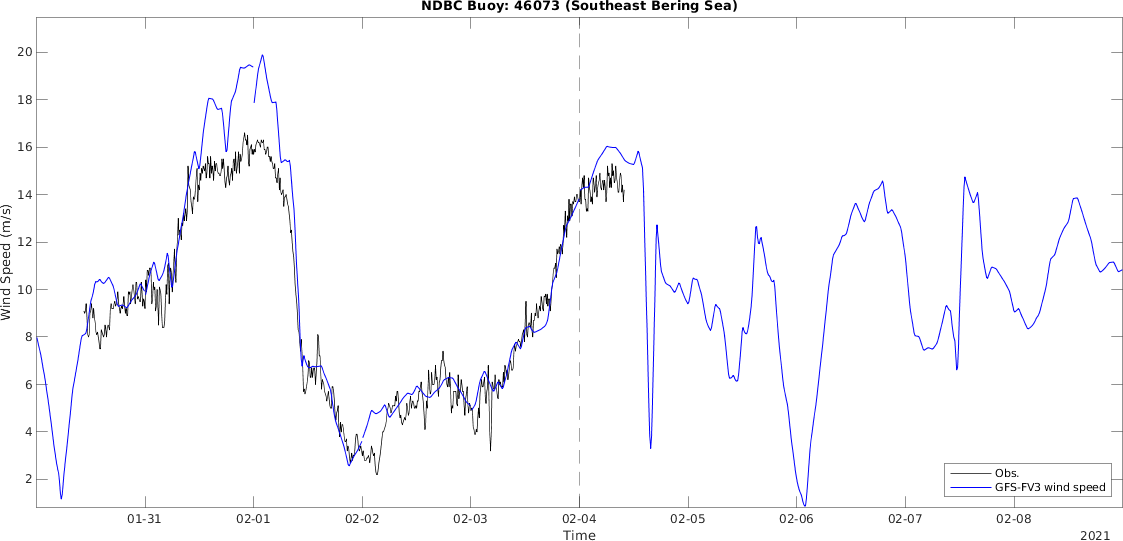 NDBC Buoy: 46073 (Southeast Bering Sea)
20
18
16
14
12
10
8
6
4
2
Wind Speed (m/s)
Obs.
GFS-FV3 wind speed
01-31 02-01 02-02 02-03 02-04 02-05 02-06 02-07 02-08
Time
2021